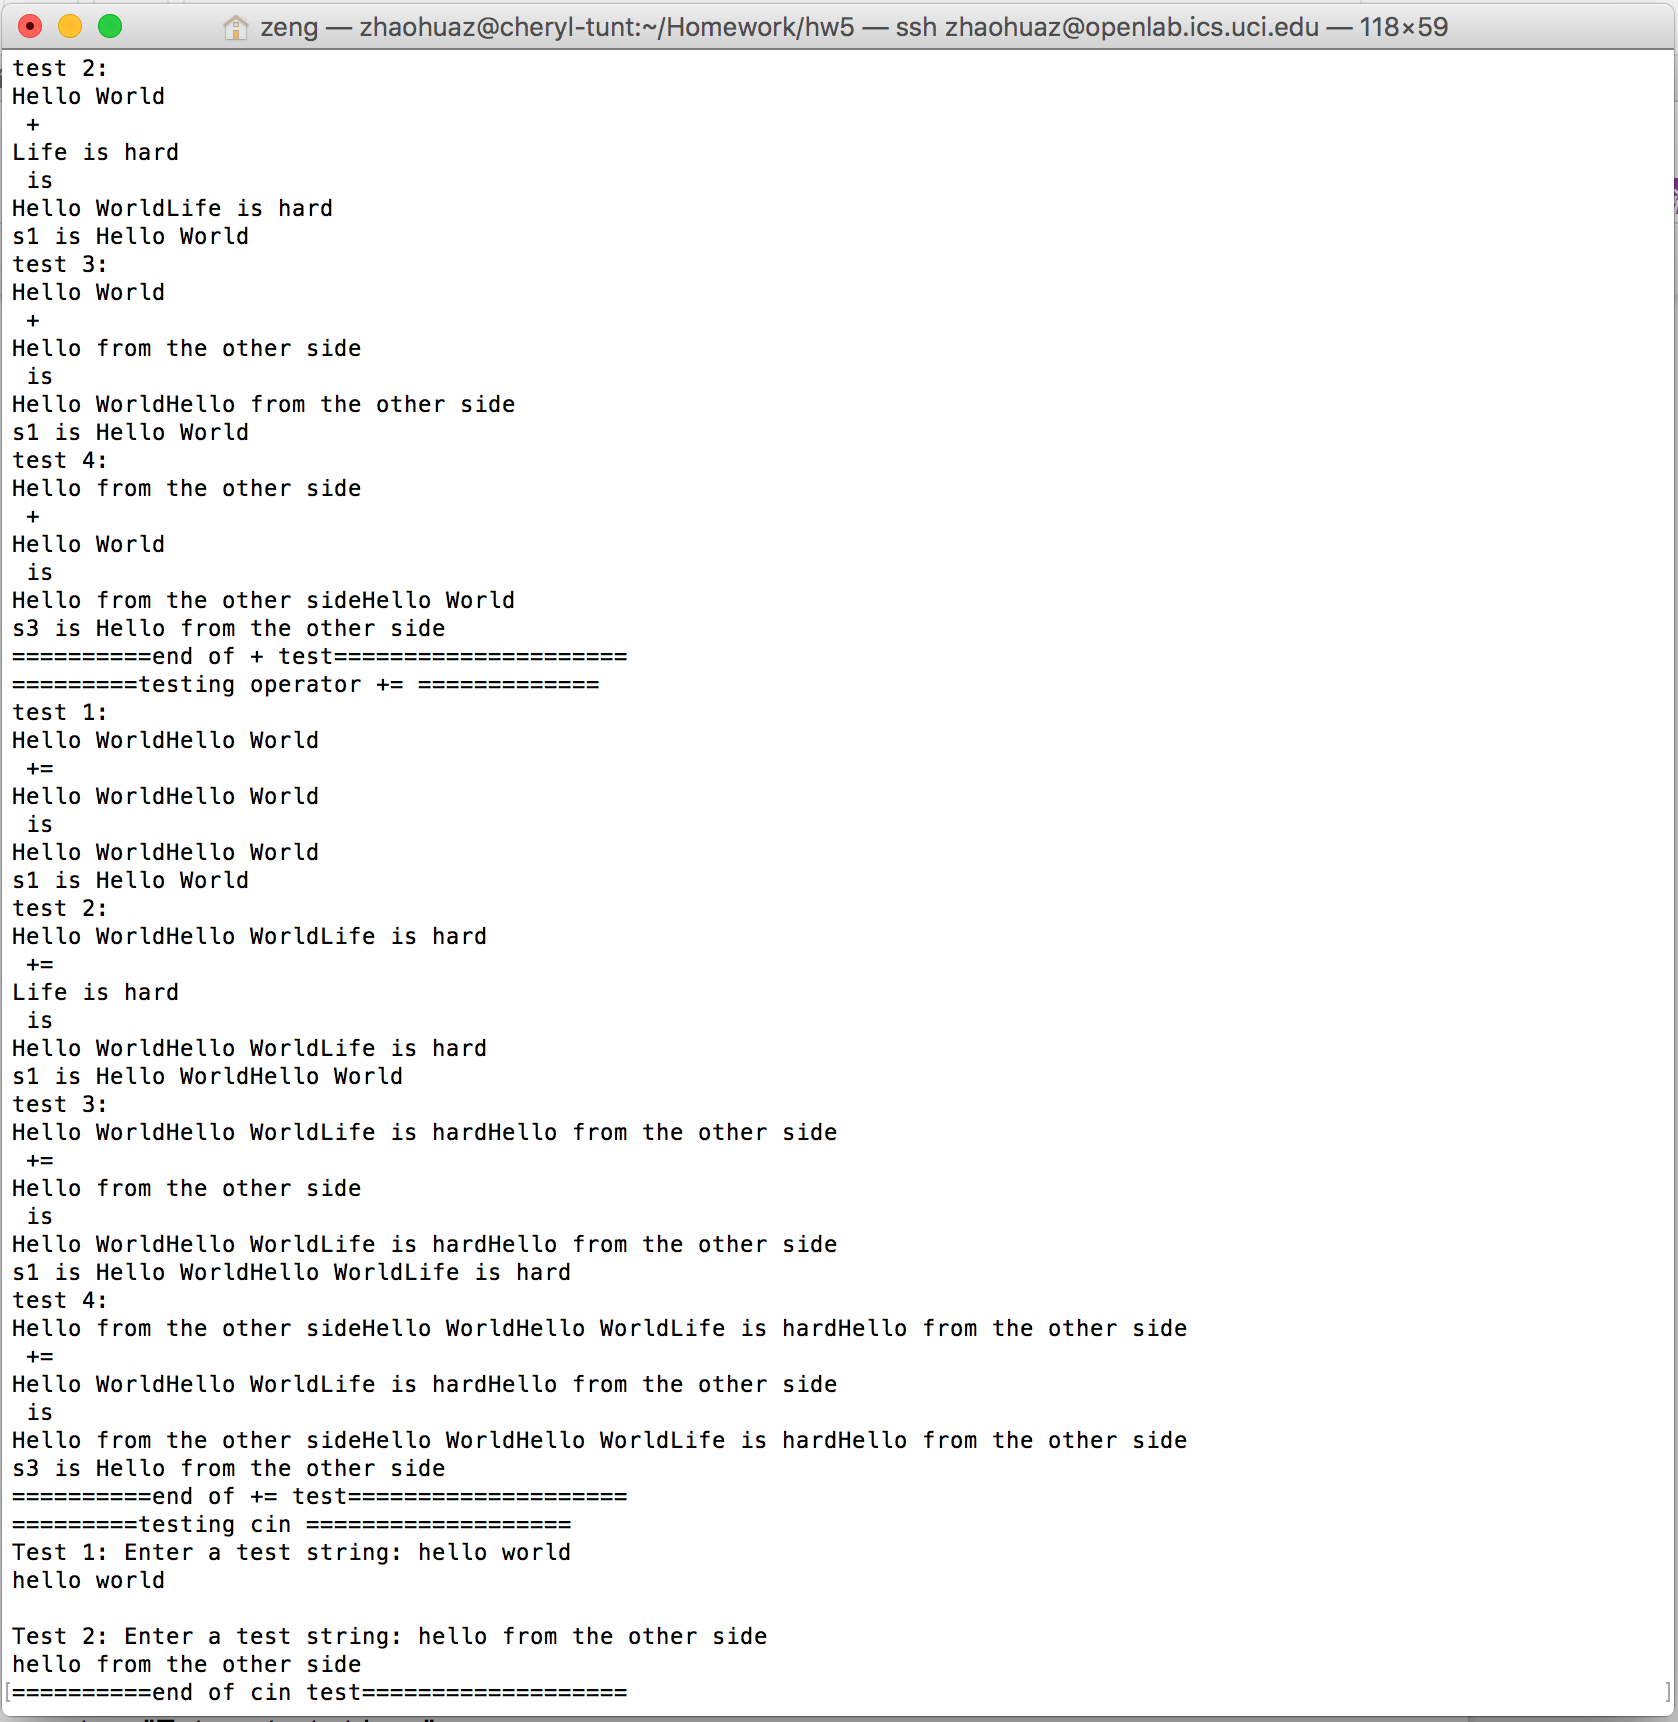 zeng — zhaohuaz@cheryl-tunt:~/Homework/hw5 — ssh zhaohuaz@openlab.ics.uci.edu — 118×59
test 2:
Hello World
 +
Life is hard
 is
Hello WorldLife is hard
s1 is Hello World
test 3:
Hello World
 +
Hello from the other side
 is
Hello WorldHello from the other side
s1 is Hello World
test 4:
Hello from the other side
 +
Hello World
 is
Hello from the other sideHello World
s3 is Hello from the other side
==========end of + test=====================
=========testing operator += =============
test 1:
Hello WorldHello World
 +=
Hello WorldHello World
 is
Hello WorldHello World
s1 is Hello World
test 2:
Hello WorldHello WorldLife is hard
 +=
Life is hard
 is
Hello WorldHello WorldLife is hard
s1 is Hello WorldHello World
test 3:
Hello WorldHello WorldLife is hardHello from the other side
 +=
Hello from the other side
 is
Hello WorldHello WorldLife is hardHello from the other side
s1 is Hello WorldHello WorldLife is hard
test 4:
Hello from the other sideHello WorldHello WorldLife is hardHello from the other side
 +=
Hello WorldHello WorldLife is hardHello from the other side
 is
Hello from the other sideHello WorldHello WorldLife is hardHello from the other side
s3 is Hello from the other side
==========end of += test====================
=========testing cin ===================
Test 1: Enter a test string: hello world
hello world

Test 2: Enter a test string: hello from the other side
hello from the other side
[==========end of cin test=================== ]